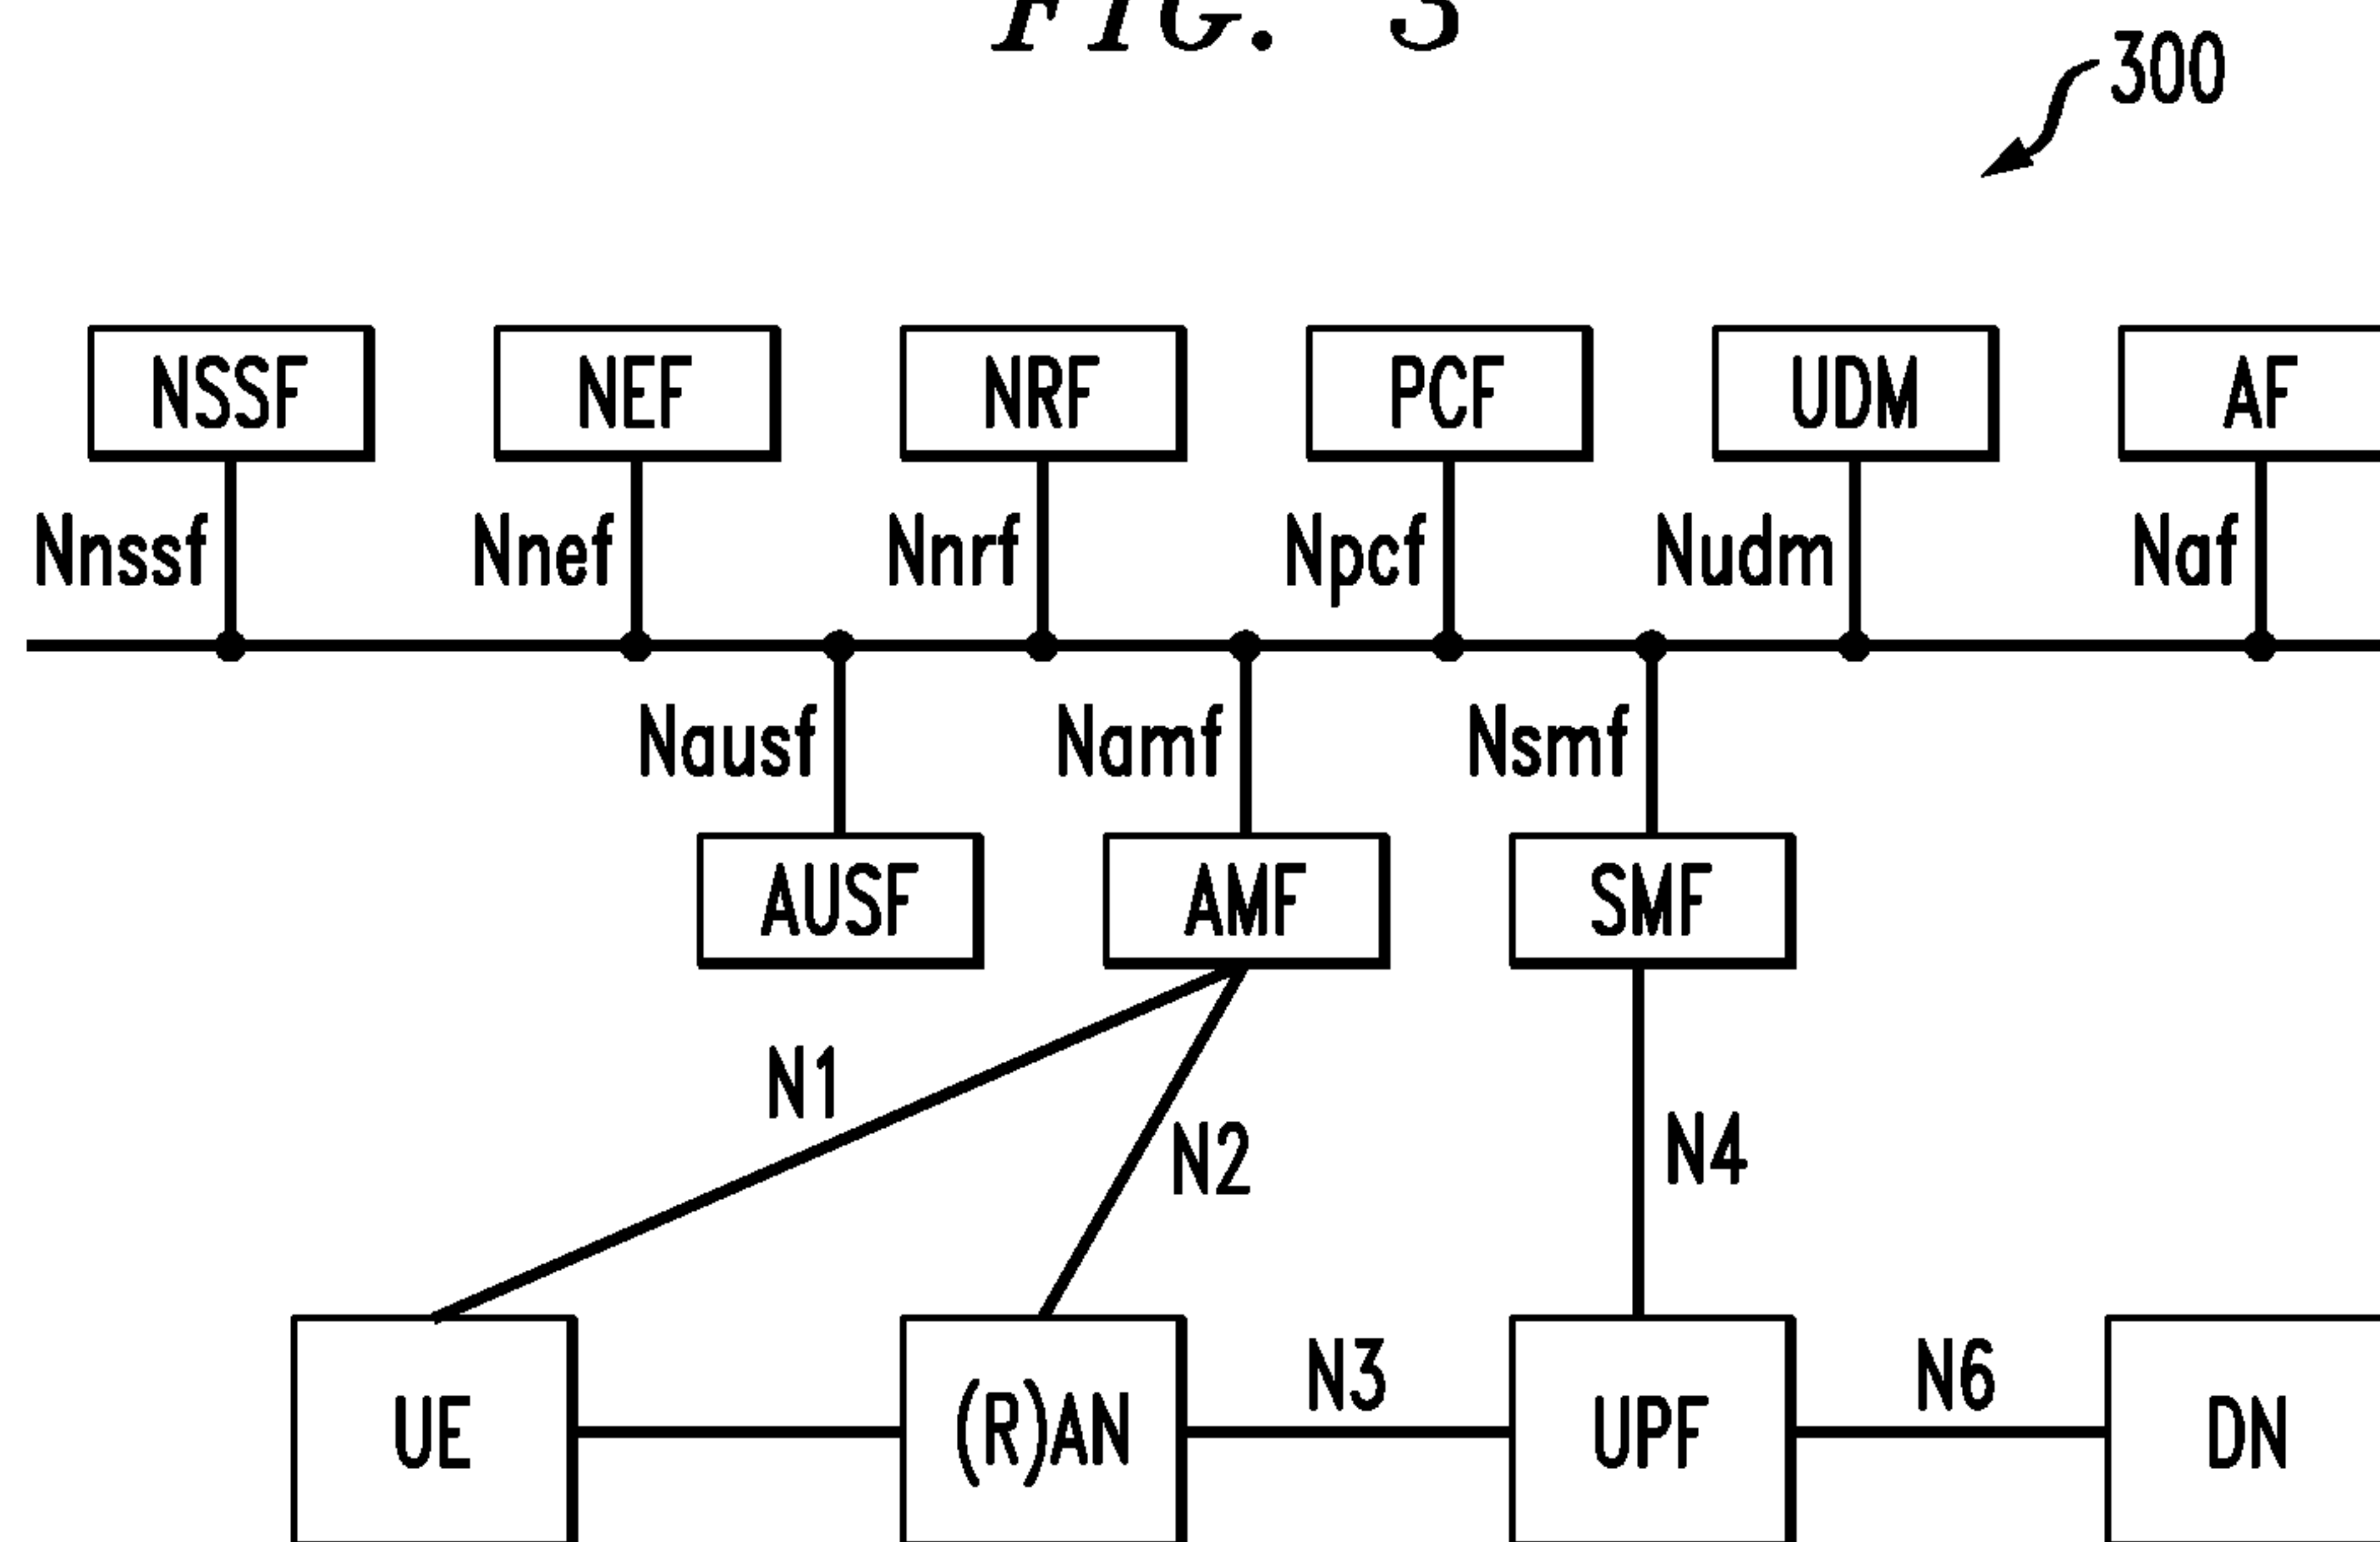 FIG. 3
300
NSSF NEF NRF PCF UDM AF
Nnssf Nnef Nnrf Npcf Nudm Naf
Nausf Namf Nsmf
AUSF AMF SMF
N1
N2 N4
N3 N6
UE (R)AN UPF DN